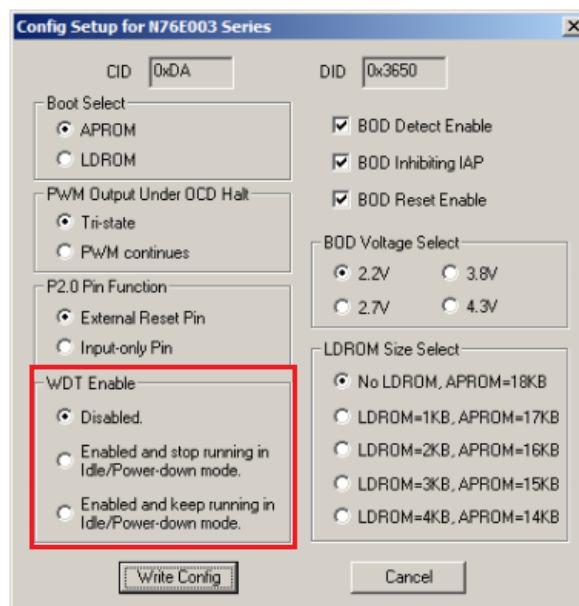 Config Setup for N76E003 Series
CID 0xDA
DID 0x3650
Boot Select
APROM
LDROM
PWM Output Under OCD Halt
Tri-state
PWM continues
P2.0 Pin Function
External Reset Pin
Input-only Pin
WDT Enable
Disabled.
Enabled and stop running in
Idle/Power-down mode.
Enabled and keep running in
Idle/Power-down mode.
BOD Detect Enable
BOD Inhibiting IAP
BOD Reset Enable
BOD Voltage Select
2.2V 3.8V
2.7V 4.3V
LDROM Size Select
No LDROM, APROM=18KB
LDROM=1KB, APROM=17KB
LDROM=2KB, APROM=16KB
LDROM=3KB, APROM=15KB
LDROM=4KB, APROM=14KB
Write Config
Cancel